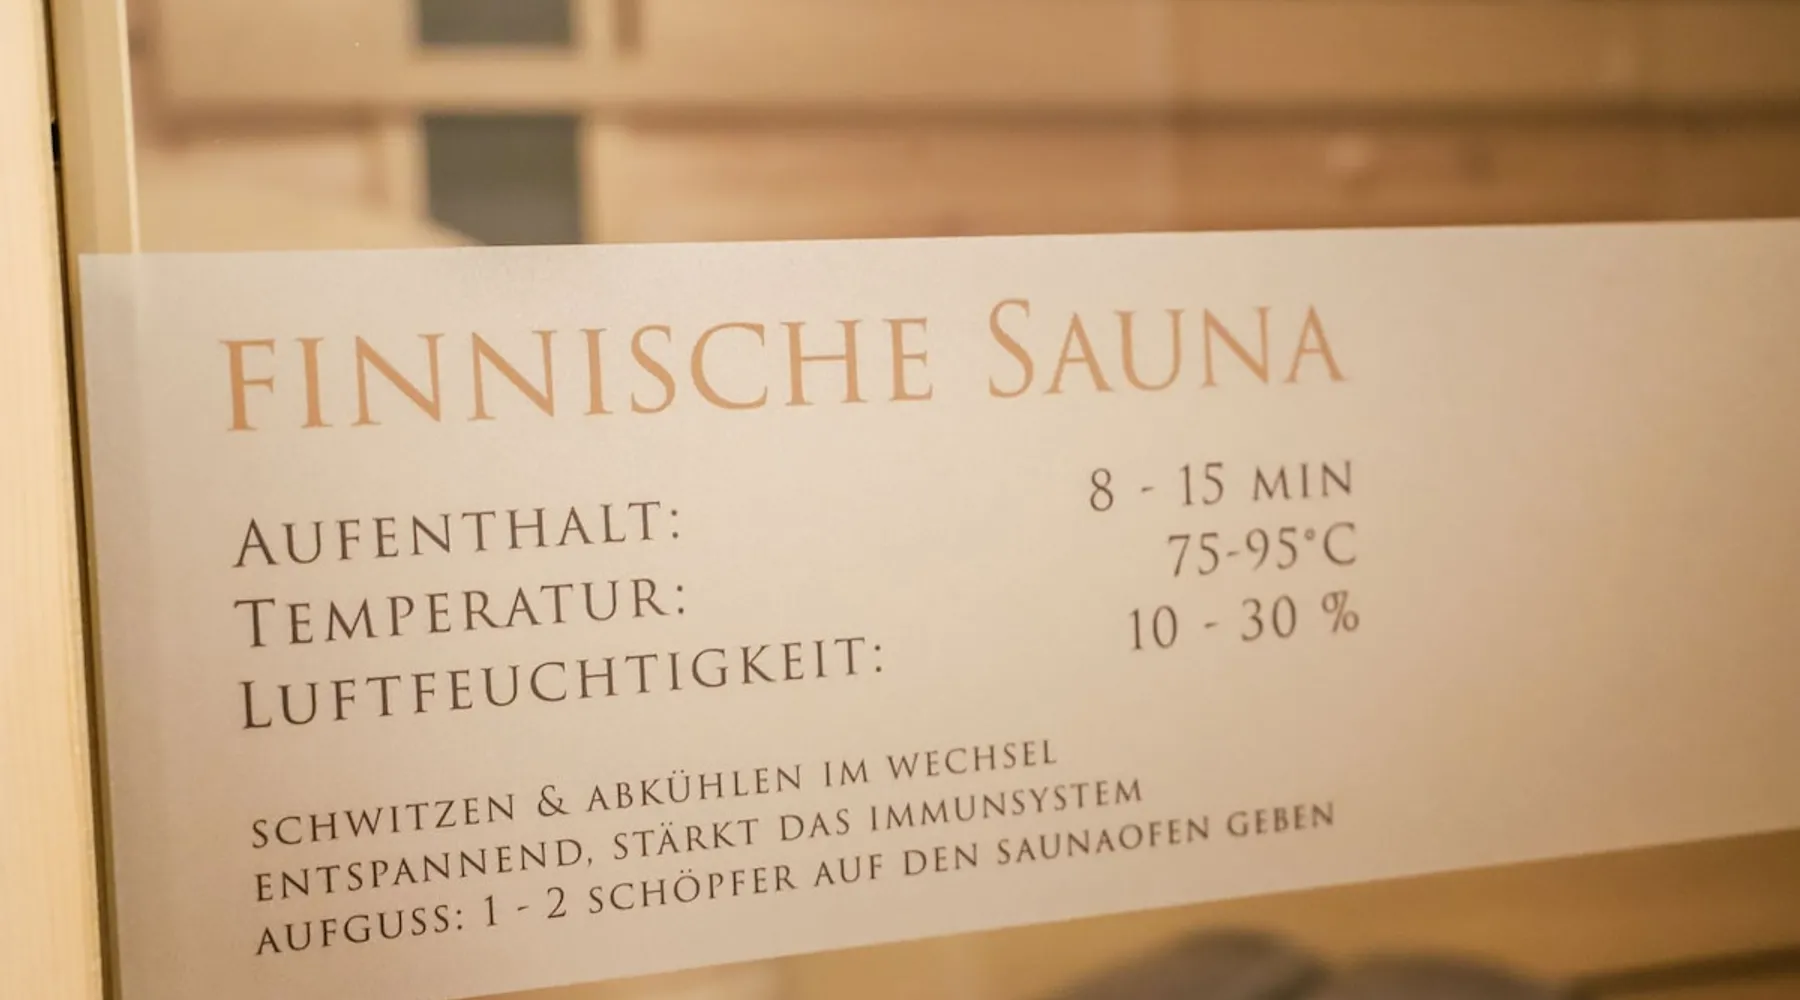 FINNISCHE SAUNA
AUFENTHALT: 8 - 15 MIN
TEMPERATUR: 75-95°C
LUFTFEUCHTIGKEIT: 10 - 30 %
SCHWITZEN & ABKÜHLEN IM WECHSEL
ENTSPANNEND, STÄRKT DAS IMMUNSYSTEM
AUFGUSS: 1 - 2 SCHÖPFER AUF DEN SAUNAOFEN GEBEN